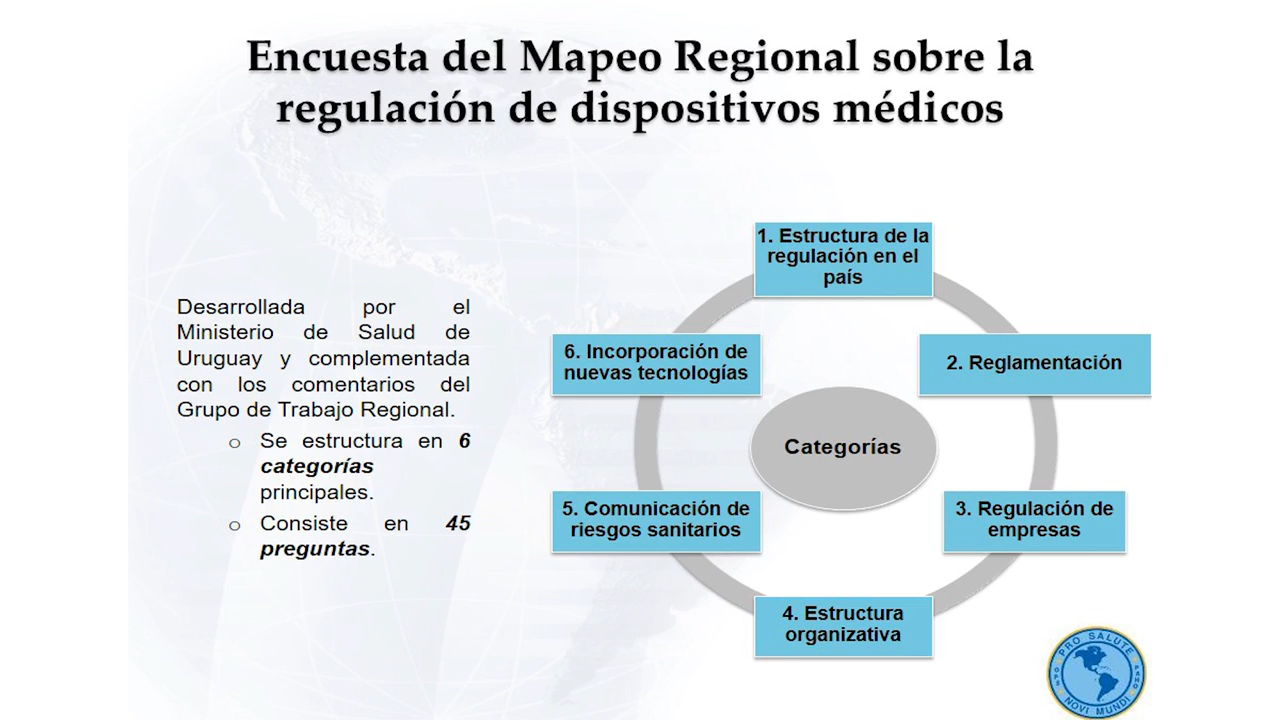 Encuesta del Mapeo Regional sobre la
regulación de dispositivos médicos
Desarrollada por el
Ministerio de Salud de
Uruguay y complementada
con los comentarios del
Grupo de Trabajo Regional.
o Se estructura en 6
categorías
principales.
o Consiste en 45
preguntas.
1. Estructura de la
regulación en el
país
2. Reglamentación
3. Regulación de
empresas
4. Estructura
organizativa
5. Comunicación de
riesgos sanitarios
6. Incorporación de
nuevas tecnologías
Categorías
PRO SALUTE
NOVI MUNDI
OPS
PAHO